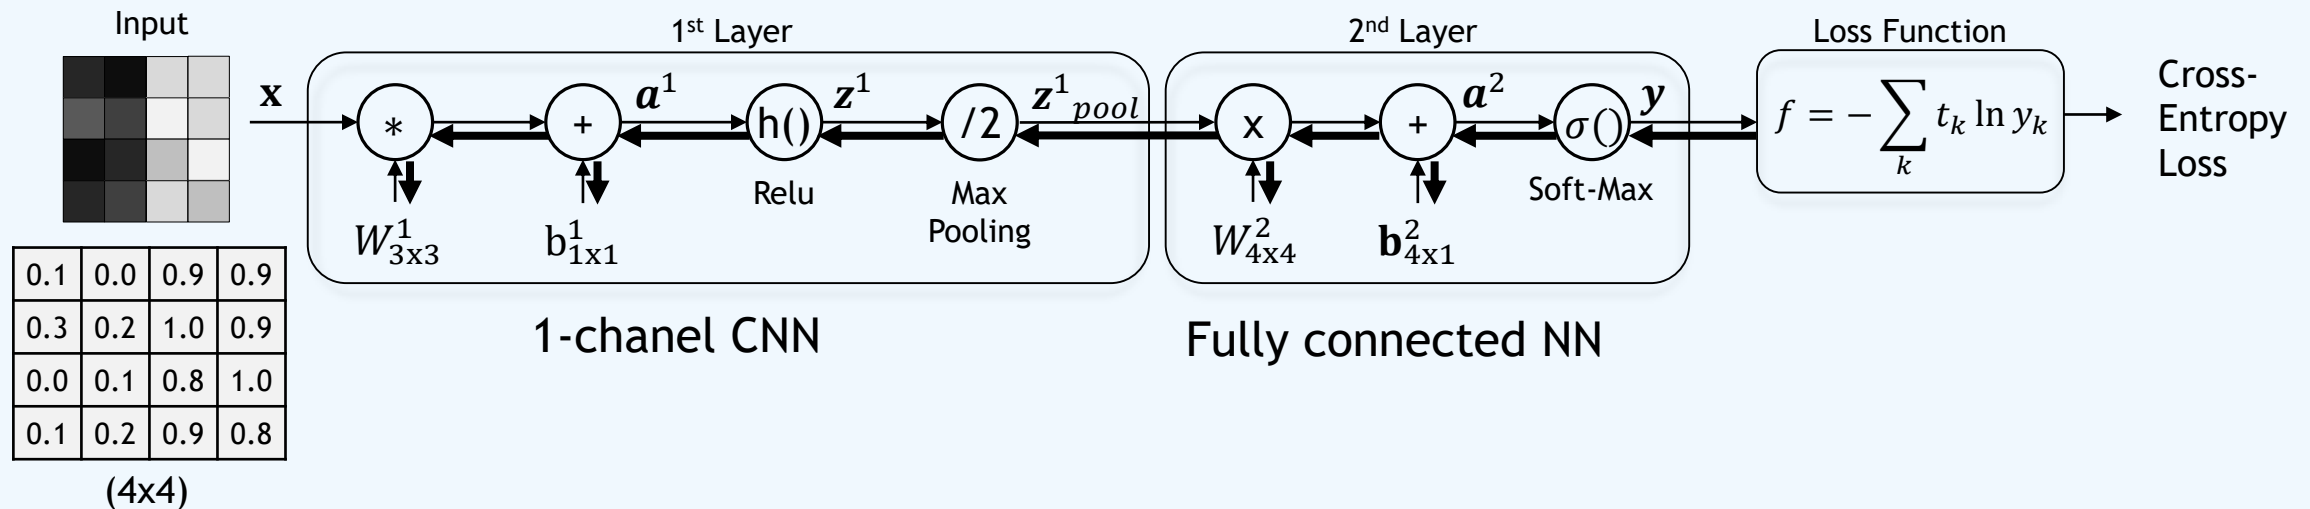 Input
1st Layer
2nd Layer
Loss Function
x
*
+
a¹
h()
z¹
/2
z¹pool
x
+
a²
σ()
y
f = − ∑k tk ln yk
Cross-
Entropy
Loss
Relu
Max
Pooling
Soft-Max
W¹3x3
b¹1x1
W²4x4
b²4x1
0.1 0.0 0.9 0.9
0.3 0.2 1.0 0.9
0.0 0.1 0.8 1.0
0.1 0.2 0.9 0.8
(4x4)
1-chanel CNN
Fully connected NN